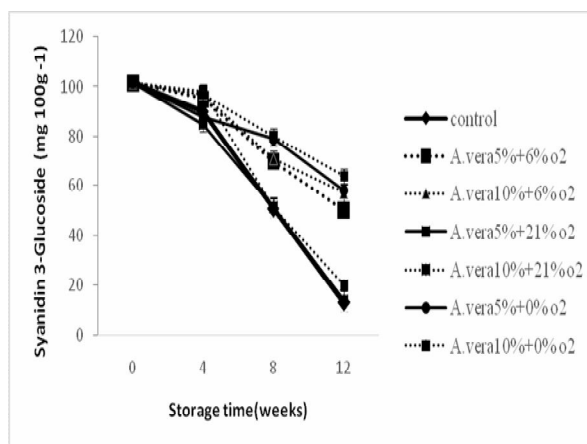 Syanidin 3-Glucoside (mg 100g -1)
120
100
80
60
40
20
0
0 4 8 12
Storage time(weeks)
control
A.vera5%+6%o2
A.vera10%+6%o2
A.vera5%+21%o2
A.vera10%+21%o2
A.vera5%+0%o2
A.vera10%+0%o2